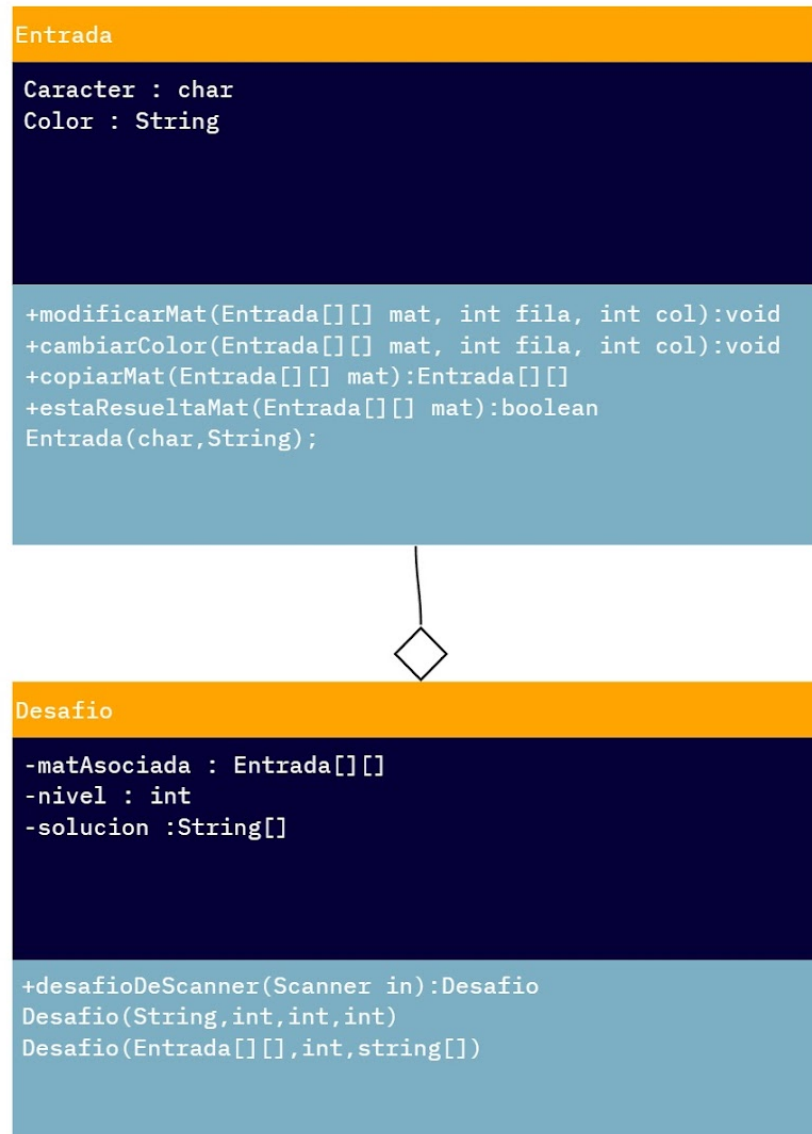 Entrada
Caracter : char
Color : String
+modificarMat(Entrada[][] mat, int fila, int col):void
+cambiarColor(Entrada[][] mat, int fila, int col):void
+copiarMat(Entrada[][] mat):Entrada[][]
+estaResueltaMat(Entrada[][] mat):boolean
Entrada(char,String);
Desafio
-matAsociada : Entrada[][]
-nivel : int
-solucion :String[]
+desafioDeScanner(Scanner in):Desafio
Desafio(String,int,int,int)
Desafio(Entrada[][],int,string[])